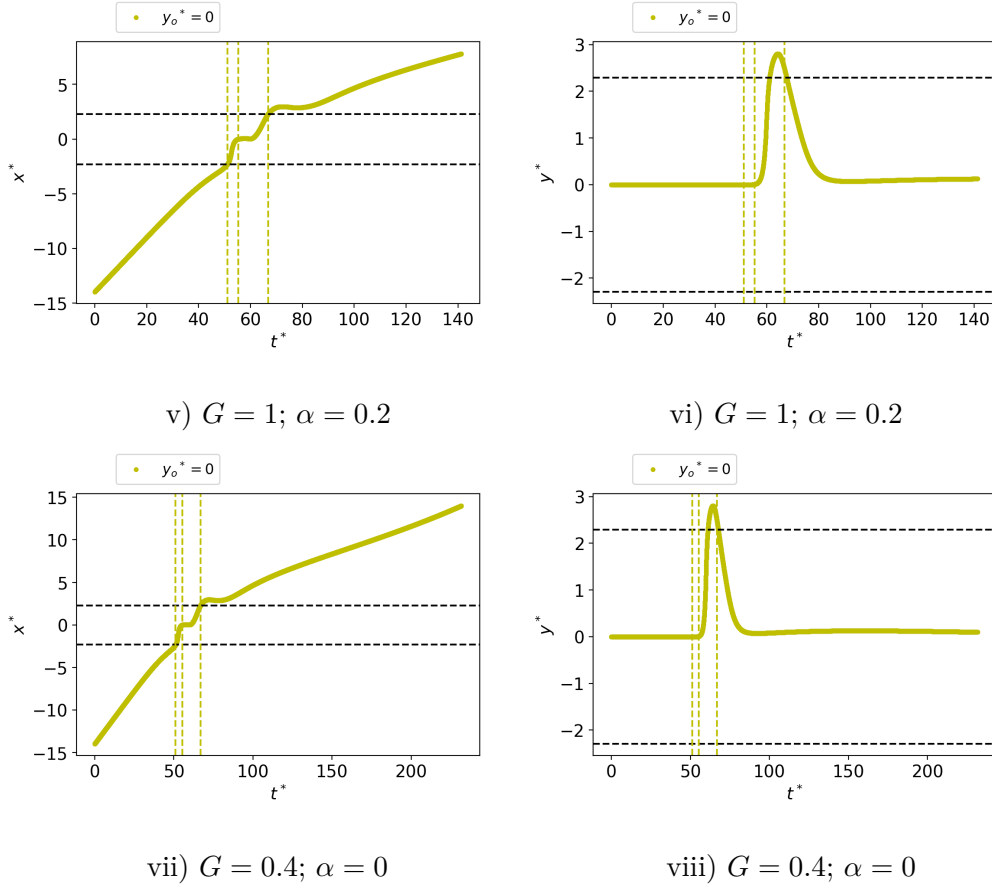 y_o* = 0
x*
5
0
−5
−10
−15
0 20 40 60 80 100 120 140
t*
y_o* = 0
y*
3
2
1
0
−1
−2
0 20 40 60 80 100 120 140
t*
v) G = 1; α = 0.2
vi) G = 1; α = 0.2
y_o* = 0
x*
15
10
5
0
−5
−10
−15
0 50 100 150 200
t*
y_o* = 0
y*
3
2
1
0
−1
−2
0 50 100 150 200
t*
vii) G = 0.4; α = 0
viii) G = 0.4; α = 0